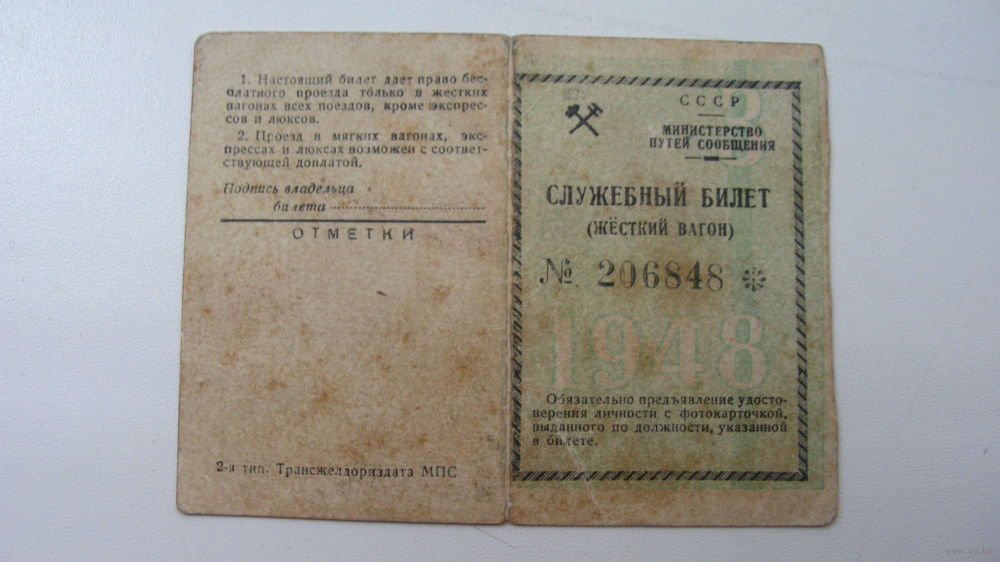 1. Настоящий билет дает право бес-
платного проезда только в жестких
вагонах всех поездов, кроме экспрес-
сов и люксов.
2. Проезд в мягких вагонах, экс-
прессах и люксах возможен с соответ-
ствующей доплатой.
Подпись владельца
билета
ОТМЕТКИ
2-я тип. Трансжелдориздата МПС
СССР
МИНИСТЕРСТВО
ПУТЕЙ СООБЩЕНИЯ
СЛУЖЕБНЫЙ БИЛЕТ
(ЖЁСТКИЙ ВАГОН)
№ 206848
1948
Обязательно предъявление удосто-
верения личности с фотокарточкой,
выданного по должности, указанной
в билете.
www.ay.by